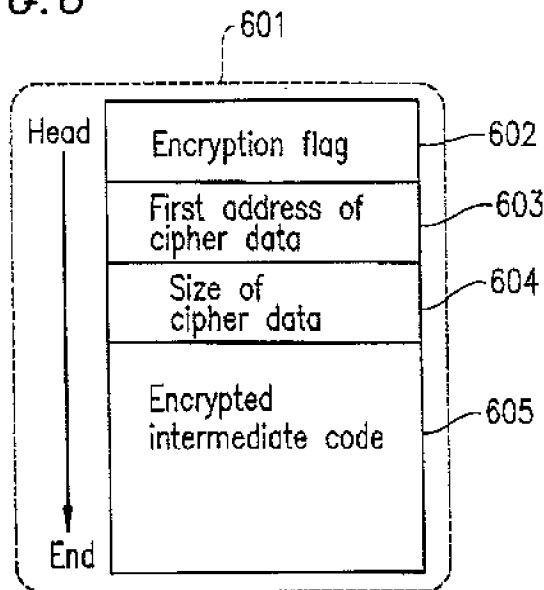 601
Head
Encryption flag
602
First address of
cipher data
603
Size of
cipher data
604
Encrypted
intermediate code
605
End